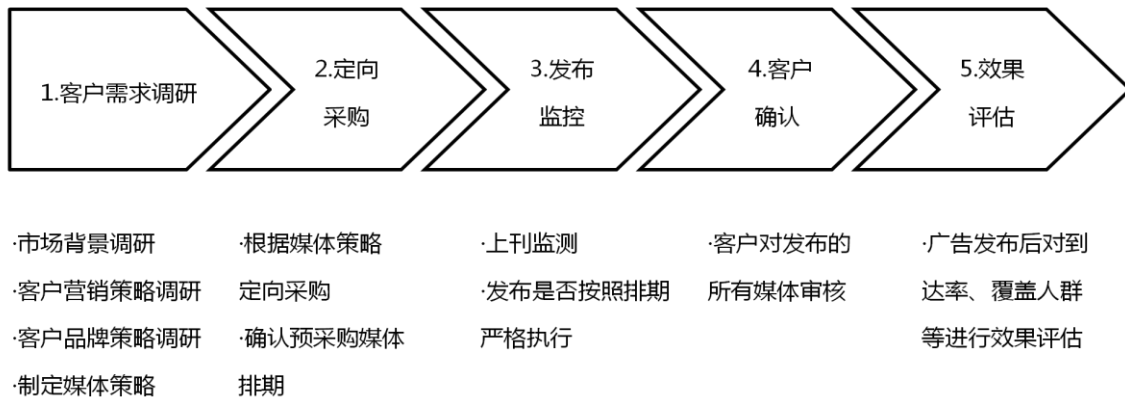 1.客户需求调研
2.定向
采购
3.发布
监控
4.客户
确认
5.效果
评估
·市场背景调研
·客户营销策略调研
·客户品牌策略调研
·制定媒体策略
·根据媒体策略
定向采购
·确认预采购媒体
排期
·上刊监测
·发布是否按照排期
严格执行
·客户对发布的
所有媒体审核
·广告发布后对到
达率、覆盖人群
等进行效果评估